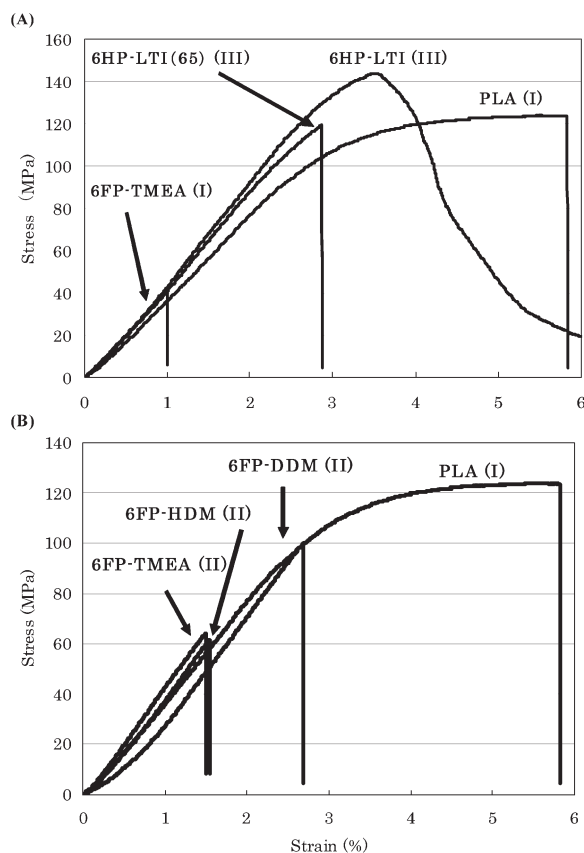 (A)
160
6HP-LTI(65) (III)
6HP-LTI (III)
140
PLA (I)
120
100
6FP-TMEA (I)
80
60
40
20
0
Stress (MPa)
0 1 2 3 4 5 6
(B)
140
6FP-DDM (II)
PLA (I)
120
6FP-HDM (II)
100
6FP-TMEA (II)
80
60
40
20
0
Stress (MPa)
0 1 2 3 4 5 6
Strain (%)